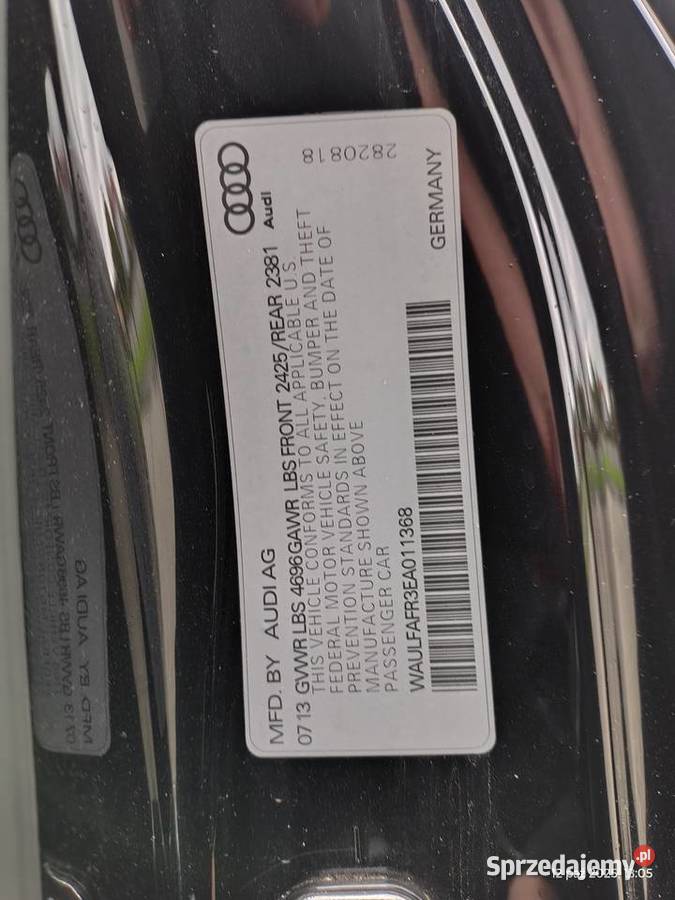 Audi
MFD. BY AUDI AG
0713 GVWR LBS 4696 GAWR LBS FRONT 2425/REAR 2381
THIS VEHICLE CONFORMS TO ALL APPLICABLE U.S.
FEDERAL MOTOR VEHICLE SAFETY, BUMPER AND THEFT
PREVENTION STANDARDS IN EFFECT ON THE DATE OF
MANUFACTURE SHOWN ABOVE
PASSENGER CAR
WAULFAFR3EA011368
GERMANY
Sprzedajemy.pl